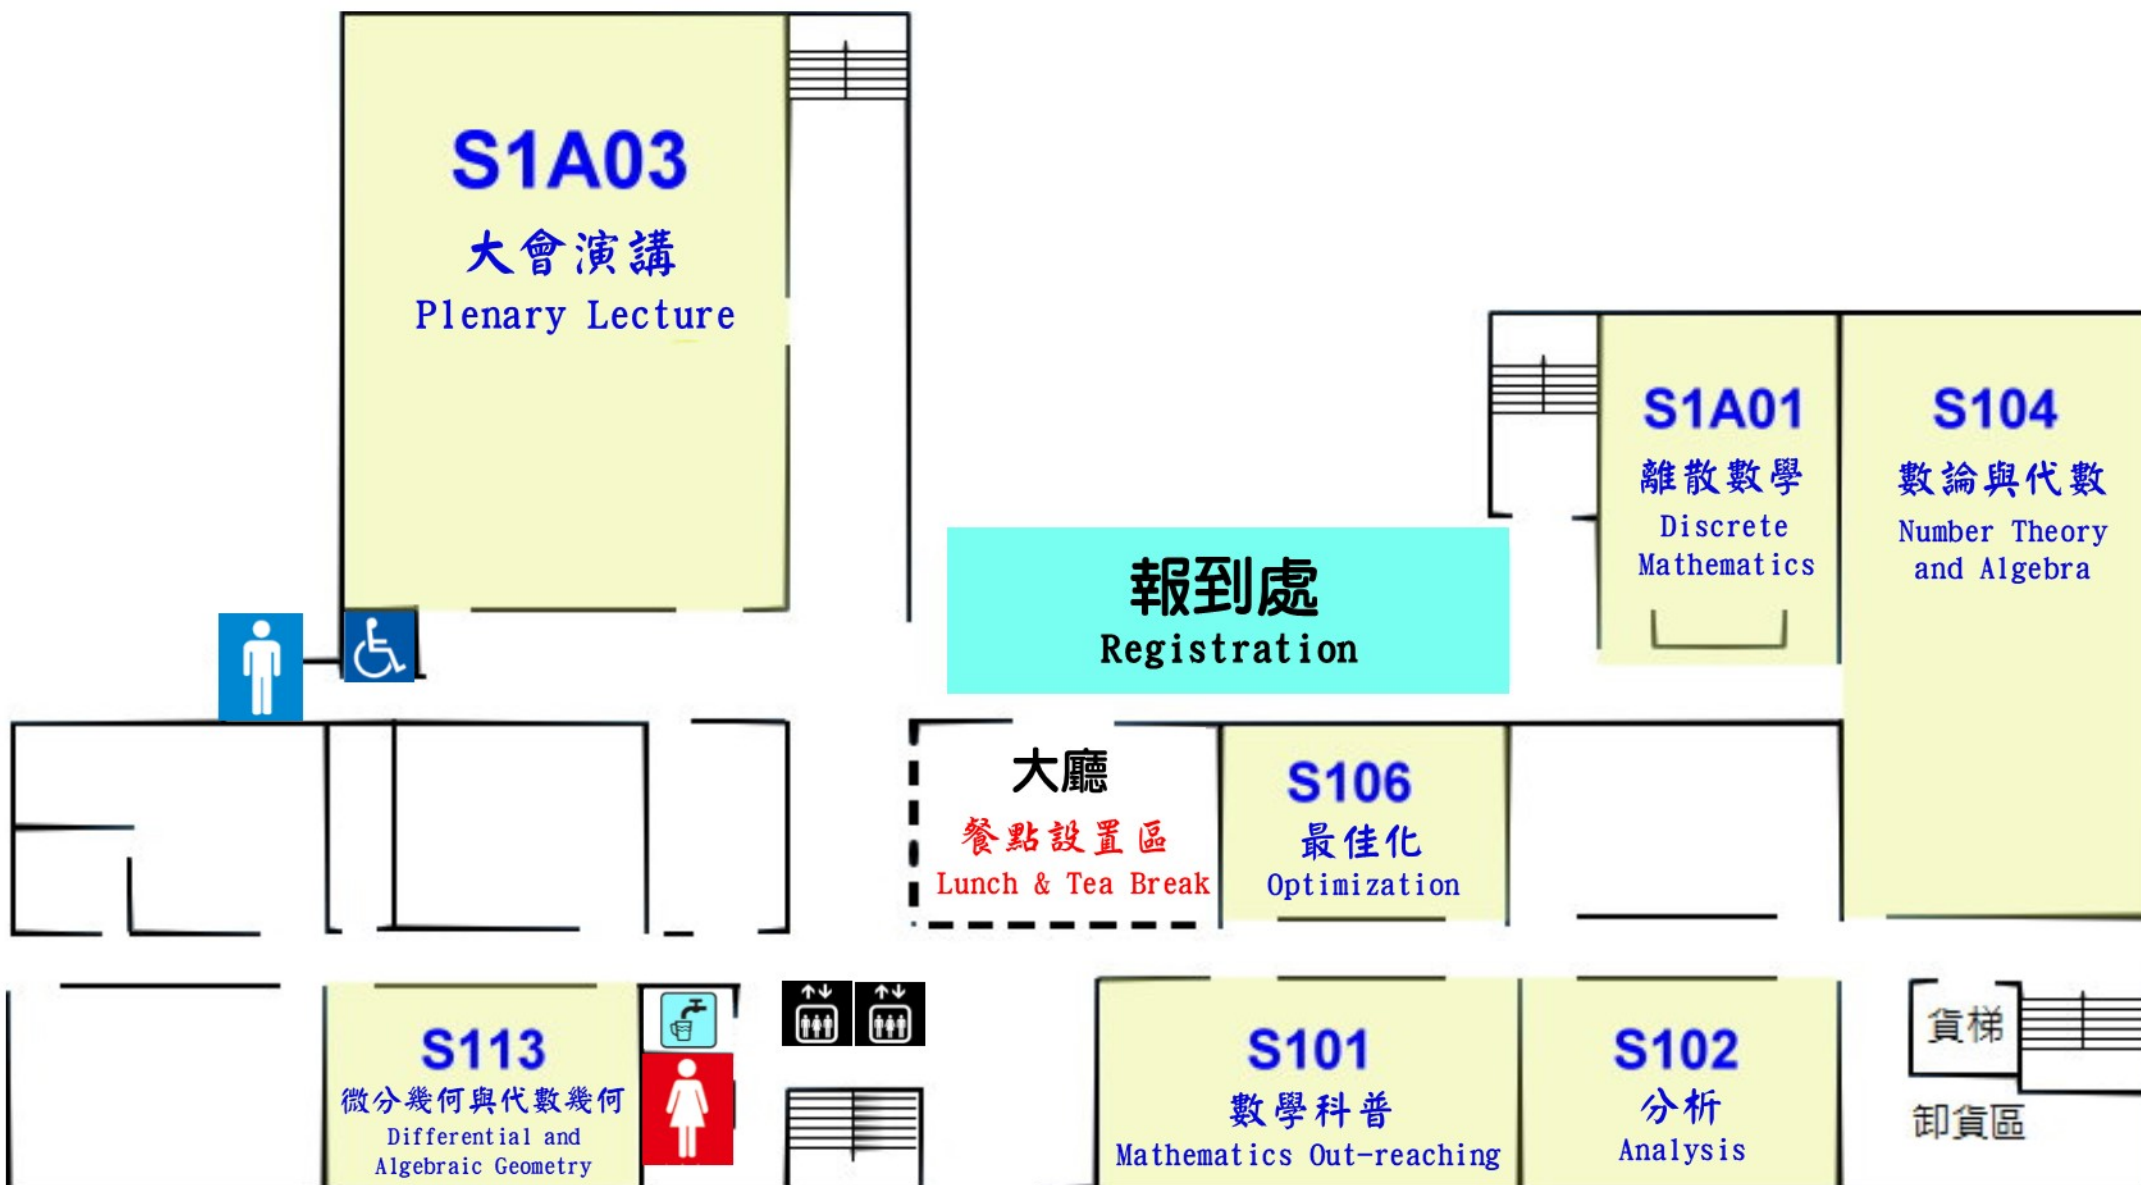 S1A03
大會演講
Plenary Lecture
S1A01
離散數學
Discrete
Mathematics
S104
數論與代數
Number Theory
and Algebra
報到處
Registration
大廳
餐點設置區
Lunch & Tea Break
S106
最佳化
Optimization
S113
微分幾何與代數幾何
Differential and
Algebraic Geometry
S101
數學科普
Mathematics Out-reaching
S102
分析
Analysis
貨梯
卸貨區